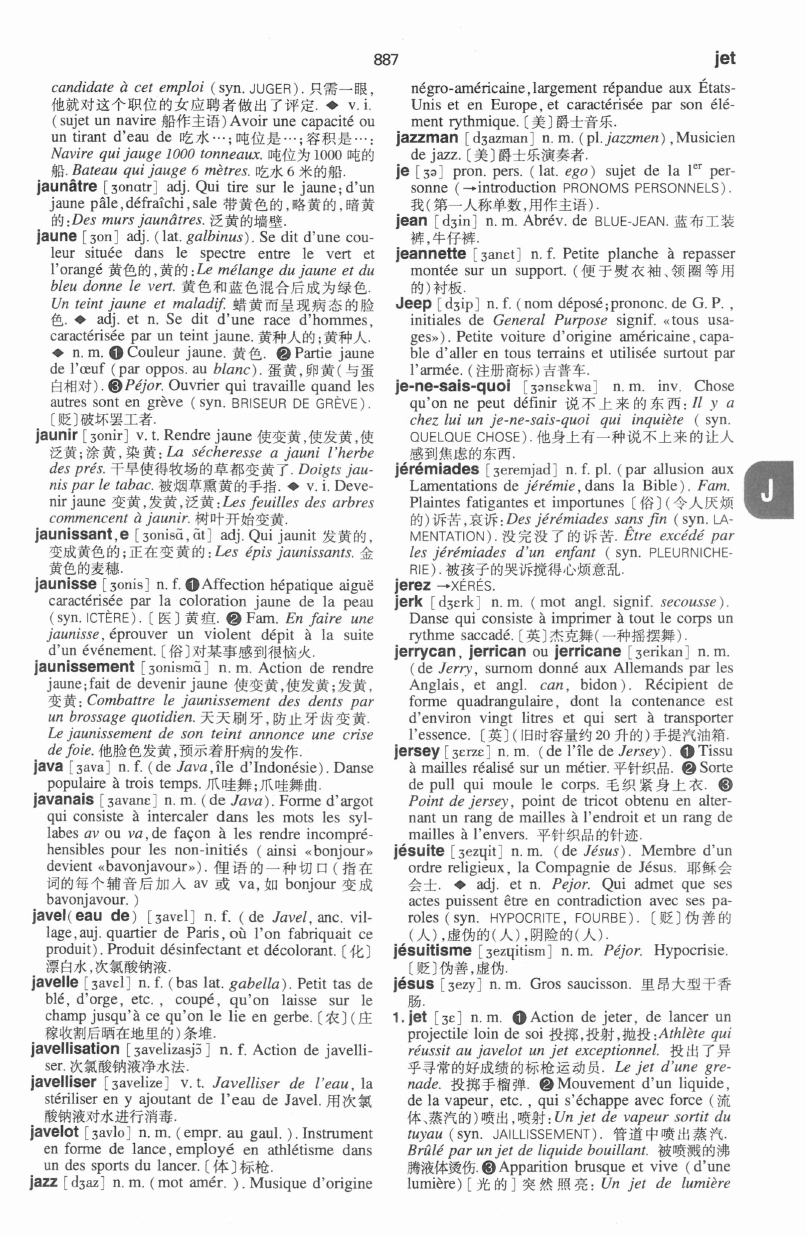 887
jet
candidate à cet emploi (syn. JUGER). 只需一眼,
他就对这个职位的女应聘者做出了评定. ◆ v. i.
(sujet un navire 船作主语) Avoir une capacité ou
un tirant d'eau de 吃水…;吨位是…;容积是…:
Navire qui jauge 1000 tonneaux. 吨位为 1000 吨的
船. Bateau qui jauge 6 mètres. 吃水 6 米的船.
jaunâtre [ʒonɑtr] adj. Qui tire sur le jaune; d'un
jaune pâle, défraîchi, sale 带黄色的,略黄的,暗黄
的: Des murs jaunâtres. 泛黄的墙壁.
jaune [ʒon] adj. (lat. galbinus). Se dit d'une cou-
leur située dans le spectre entre le vert et
l'orangé 黄色的,黄的: Le mélange du jaune et du
bleu donne le vert. 黄色和蓝色混合后成为绿色.
Un teint jaune et maladif. 蜡黄而呈现病态的脸
色. ◆ adj. et n. Se dit d'une race d'hommes,
caractérisée par un teint jaune. 黄种人的;黄种人.
◆ n. m. ❶ Couleur jaune. 黄色. ❷ Partie jaune
de l'œuf (par oppos. au blanc). 蛋黄,卵黄(与蛋
白相对). ❸ Péjor. Ouvrier qui travaille quand les
autres sont en grève (syn. BRISEUR DE GRÈVE).
[贬]破坏罢工者.
jaunir [ʒonir] v. t. Rendre jaune 使变黄,使发黄,使
泛黄;涂黄,染黄: La sécheresse a jauni l'herbe
des prés. 干旱使得牧场的草都变黄了. Doigts jau-
nis par le tabac. 被烟草熏黄的手指. ◆ v. i. Deve-
nir jaune 变黄,发黄,泛黄: Les feuilles des arbres
commencent à jaunir. 树叶开始变黄.
jaunissant,e [ʒonisɑ̃, ɑ̃t] adj. Qui jaunit 发黄的,
变成黄色的;正在变黄的: Les épis jaunissants. 金
黄色的麦穗.
jaunisse [ʒonis] n. f. ❶ Affection hépatique aiguë
caractérisée par la coloration jaune de la peau
(syn. ICTÈRE). [医]黄疸. ❷ Fam. En faire une
jaunisse, éprouver un violent dépit à la suite
d'un événement. [俗]对某事感到很恼火.
jaunissement [ʒonismɑ̃] n. m. Action de rendre
jaune; fait de devenir jaune 使变黄,使发黄;发黄,
变黄: Combattre le jaunissement des dents par
un brossage quotidien. 天天刷牙,防止牙齿变黄.
Le jaunissement de son teint annonce une crise
de foie. 他脸色发黄,预示着肝病的发作.
java [ʒava] n. f. (de Java, île d'Indonésie). Danse
populaire à trois temps. 爪哇舞;爪哇舞曲.
javanais [ʒavanɛ] n. m. (de Java). Forme d'argot
qui consiste à intercaler dans les mots les syl-
labes av ou va, de façon à les rendre incompré-
hensibles pour les non-initiés (ainsi «bonjour»
devient «bavonjavour»). 俚语的一种切口(指在
词的每个辅音后加入 av 或 va,如 bonjour 变成
bavonjavour.)
javel(eau de) [ʒavɛl] n. f. (de Javel, anc. vil-
lage, auj. quartier de Paris, où l'on fabriquait ce
produit). Produit désinfectant et décolorant. [化]
漂白水,次氯酸钠液.
javelle [ʒavɛl] n. f. (bas lat. gabella). Petit tas de
blé, d'orge, etc., coupé, qu'on laisse sur le
champ jusqu'à ce qu'on le lie en gerbe. [农](庄
稼收割后晒在地里的)条堆.
javellisation [ʒavelizasjɔ̃] n. f. Action de javelli-
ser. 次氯酸钠液净水法.
javelliser [ʒavelize] v. t. Javelliser de l'eau, la
stériliser en y ajoutant de l'eau de Javel. 用次氯
酸钠液对水进行消毒.
javelot [ʒavlo] n. m. (empr. au gaul.). Instrument
en forme de lance, employé en athlétisme dans
un des sports du lancer. [体]标枪.
jazz [dʒaz] n. m. (mot amér.). Musique d'origine
négro-américaine, largement répandue aux États-
Unis et en Europe, et caractérisée par son élé-
ment rythmique. [美]爵士音乐.
jazzman [dʒazman] n. m. (pl. jazzmen), Musicien
de jazz. [美]爵士乐演奏者.
je [ʒə] pron. pers. (lat. ego) sujet de la 1er per-
sonne (→introduction PRONOMS PERSONNELS).
我(第一人称单数,用作主语).
jean [dʒin] n. m. Abrév. de BLUE-JEAN. 蓝布工装
裤,牛仔裤.
jeannette [ʒanɛt] n. f. Petite planche à repasser
montée sur un support. (便于熨衣袖、领圈等用
的)衬板.
Jeep [dʒip] n. f. (nom déposé; prononc. de G. P.,
initiales de General Purpose signif. «tous usa-
ges»). Petite voiture d'origine américaine, capa-
ble d'aller en tous terrains et utilisée surtout par
l'armée. (注册商标)吉普车.
je-ne-sais-quoi [ʒənsɛkwa] n. m. inv. Chose
qu'on ne peut définir 说不上来的东西: Il y a
chez lui un je-ne-sais-quoi qui inquiète (syn.
QUELQUE CHOSE). 他身上有一种说不上来的让人
感到焦虑的东西.
jérémiades [ʒeremjad] n. f. pl. (par allusion aux
Lamentations de jérémie, dans la Bible). Fam.
Plaintes fatigantes et importunes [俗](令人厌烦
的)诉苦,哀诉: Des jérémiades sans fin (syn. LA-
MENTATION). 没完没了的诉苦. Être excédé par
les jérémiades d'un enfant (syn. PLEURNICHE-
RIE). 被孩子的哭诉搅得心烦意乱.
jerez →XÉRÉS.
jerk [dʒɛrk] n. m. (mot angl. signif. secousse).
Danse qui consiste à imprimer à tout le corps un
rythme saccadé. [英]杰克舞(一种摇摆舞).
jerrycan, jerrican ou jerricane [ʒerikan] n. m.
(de Jerry, surnom donné aux Allemands par les
Anglais, et angl. can, bidon). Récipient de
forme quadrangulaire, dont la contenance est
d'environ vingt litres et qui sert à transporter
l'essence. [英](旧时容量约 20 升的)手提汽油箱.
jersey [ʒɛrzɛ] n. m. (de l'île de Jersey). ❶ Tissu
à mailles réalisé sur un métier. 平针织品. ❷ Sorte
de pull qui moule le corps. 毛织紧身上衣. ❸
Point de jersey, point de tricot obtenu en alter-
nant un rang de mailles à l'endroit et un rang de
mailles à l'envers. 平针织品的针迹.
jésuite [ʒezɥit] n. m. (de Jésus). Membre d'un
ordre religieux, la Compagnie de Jésus. 耶稣会
会士. ◆ adj. et n. Pejor. Qui admet que ses
actes puissent être en contradiction avec ses pa-
roles (syn. HYPOCRITE, FOURBE). [贬]伪善的
(人),虚伪的(人),阴险的(人).
jésuitisme [ʒezɥitism] n. m. Péjor. Hypocrisie.
[贬]伪善,虚伪.
jésus [ʒezy] n. m. Gros saucisson. 里昂大型干香
肠.
1. jet [ʒɛ] n. m. ❶ Action de jeter, de lancer un
projectile loin de soi 投掷,投射,抛投: Athlète qui
réussit au javelot un jet exceptionnel. 投出了异
乎寻常的好成绩的标枪运动员. Le jet d'une gre-
nade. 投掷手榴弹. ❷ Mouvement d'un liquide,
de la vapeur, etc., qui s'échappe avec force (流
体、蒸汽的)喷出,喷射: Un jet de vapeur sortit du
tuyau (syn. JAILLISSEMENT). 管道中喷出蒸汽.
Brûlé par un jet de liquide bouillant. 被喷溅的沸
腾液体烫伤. ❸ Apparition brusque et vive (d'une
lumière) [光的]突然照亮: Un jet de lumière
J